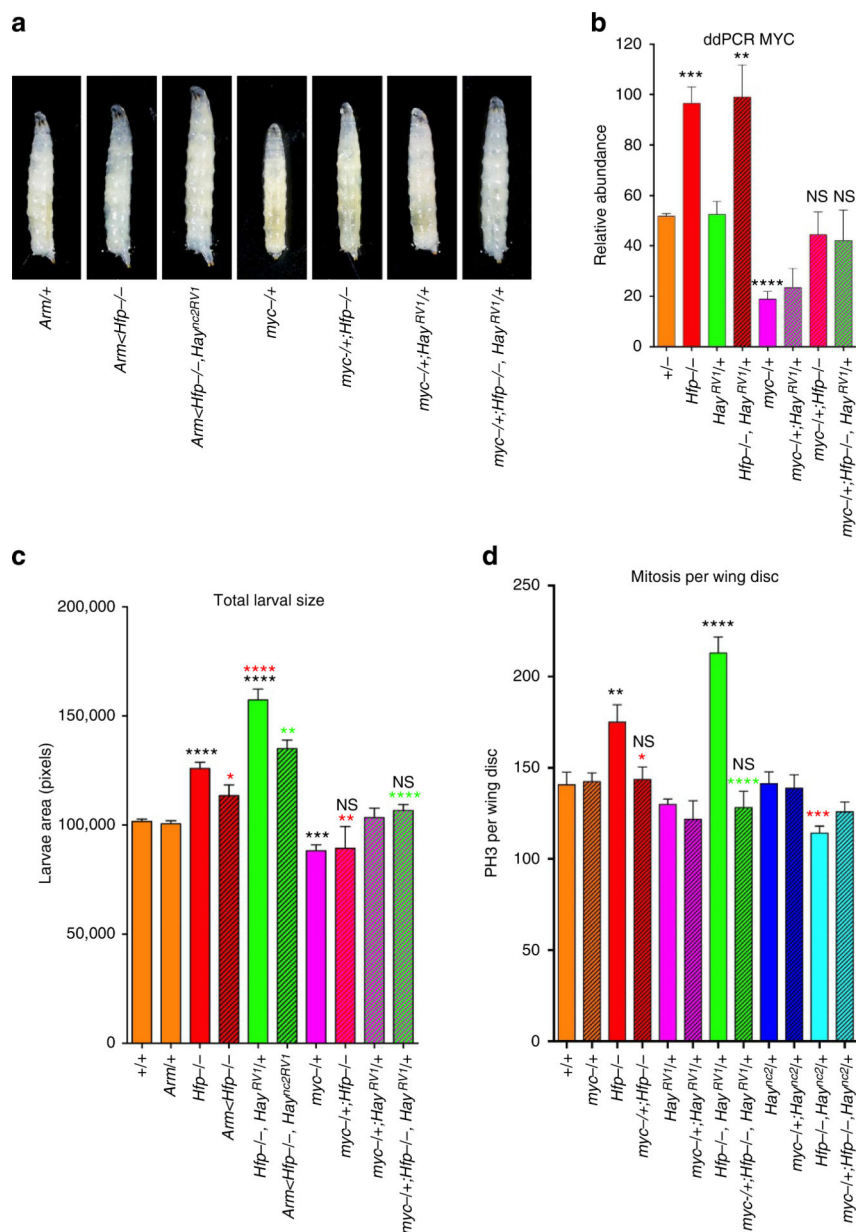 a
Arm/+
Arm<Hfp–/–
Arm<Hfp–/–,Hay^nc2RV1
myc–/+
myc-/+;Hfp–/–
myc–/+;Hay^RV1/+
myc–/+;Hfp–/–, Hay^RV1/+
b
ddPCR MYC
Relative abundance
120
100
80
60
40
20
0
***
**
****
NS
NS
+/–
Hfp–/–
Hay^RV1/+
Hfp–/–, Hay^RV1/+
myc–/+
myc–/+;Hay^RV1/+
myc–/+;Hfp–/–
myc–/+;Hfp–/–, Hay^RV1/+
c
Total larval size
Larvae area (pixels)
200,000
150,000
100,000
50,000
0
****
*
****
****
**
***
NS
**
NS
****
+/+
Arm/+
Hfp–/–
Arm<Hfp–/–
Hfp–/–, Hay^RV1/+
Arm<Hfp–/–, Hay^nc2RV1
myc–/+
myc–/+;Hfp–/–
myc–/+;Hay^RV1/+
myc–/+;Hfp–/–, Hay^RV1/+
d
Mitosis per wing disc
PH3 per wing disc
250
200
150
100
50
0
**
NS
*
****
NS
****
***
+/+
myc–/+
Hfp–/–
myc–/+;Hfp–/–
Hay^RV1/+
myc–/+;Hay^RV1/+
Hfp–/–, Hay^RV1/+
myc-/+;Hfp–/–, Hay^RV1/+
Hay^nc2/+
myc–/+;Hay^nc2/+
Hfp–/–,Hay^nc2/+
myc–/+;Hfp–/–,Hay^nc2/+